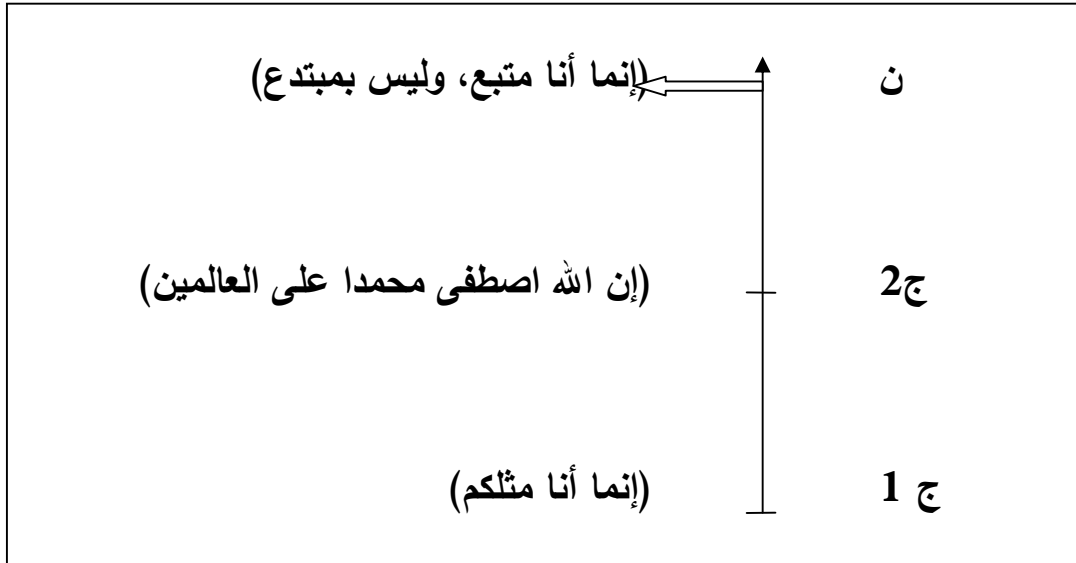 ن (إنما أنا متبع، وليس بمبتدع)
ج2 (إن الله اصطفى محمدا على العالمين)
ج 1 (إنما أنا مثلكم)